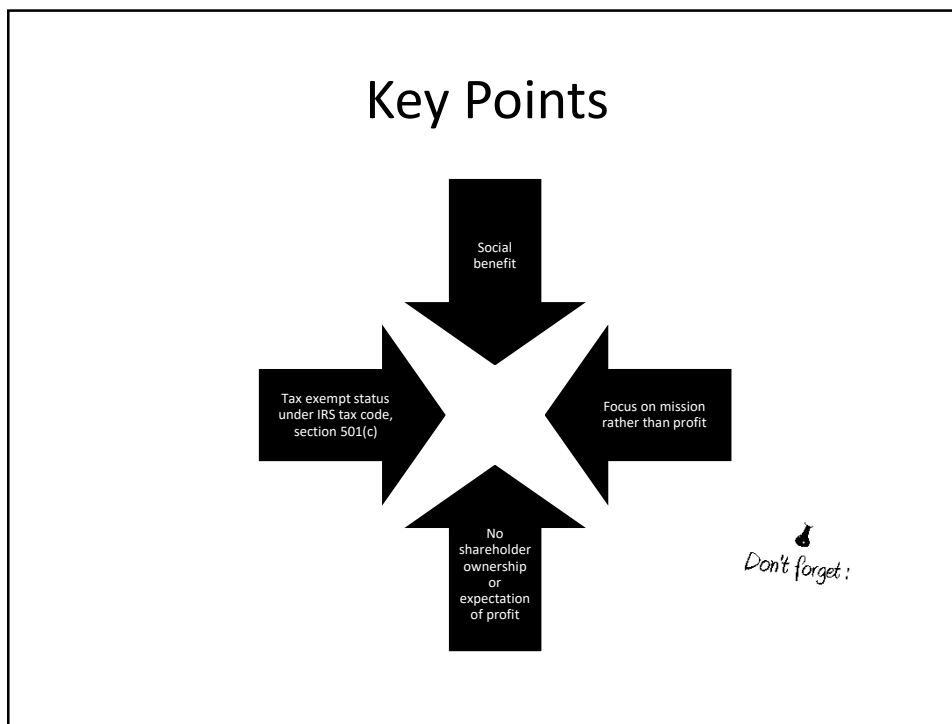 Key Points
Social
benefit
Tax exempt status
under IRS tax code,
section 501(c)
Focus on mission
rather than profit
No
shareholder
ownership
or
expectation
of profit
Don't forget: